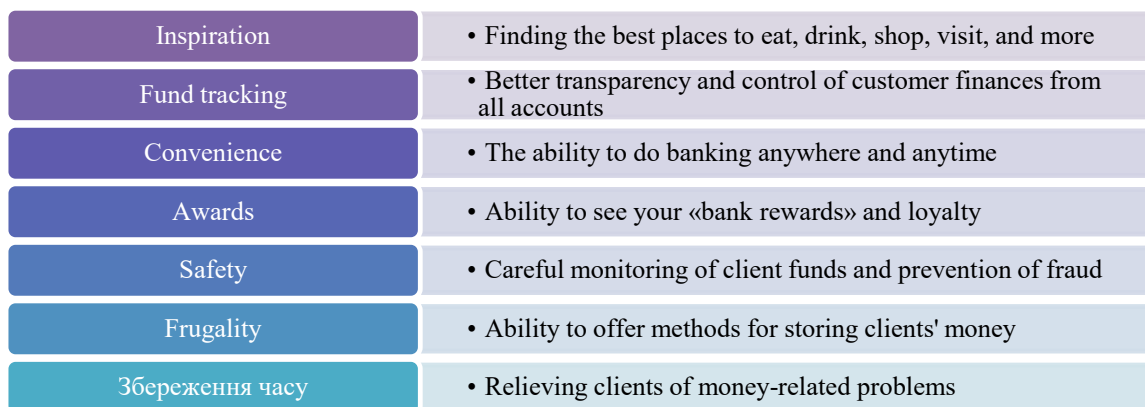 Inspiration
• Finding the best places to eat, drink, shop, visit, and more
Fund tracking
• Better transparency and control of customer finances from
all accounts
Convenience
• The ability to do banking anywhere and anytime
Awards
• Ability to see your «bank rewards» and loyalty
Safety
• Careful monitoring of client funds and prevention of fraud
Frugality
• Ability to offer methods for storing clients' money
Збереження часу
• Relieving clients of money-related problems